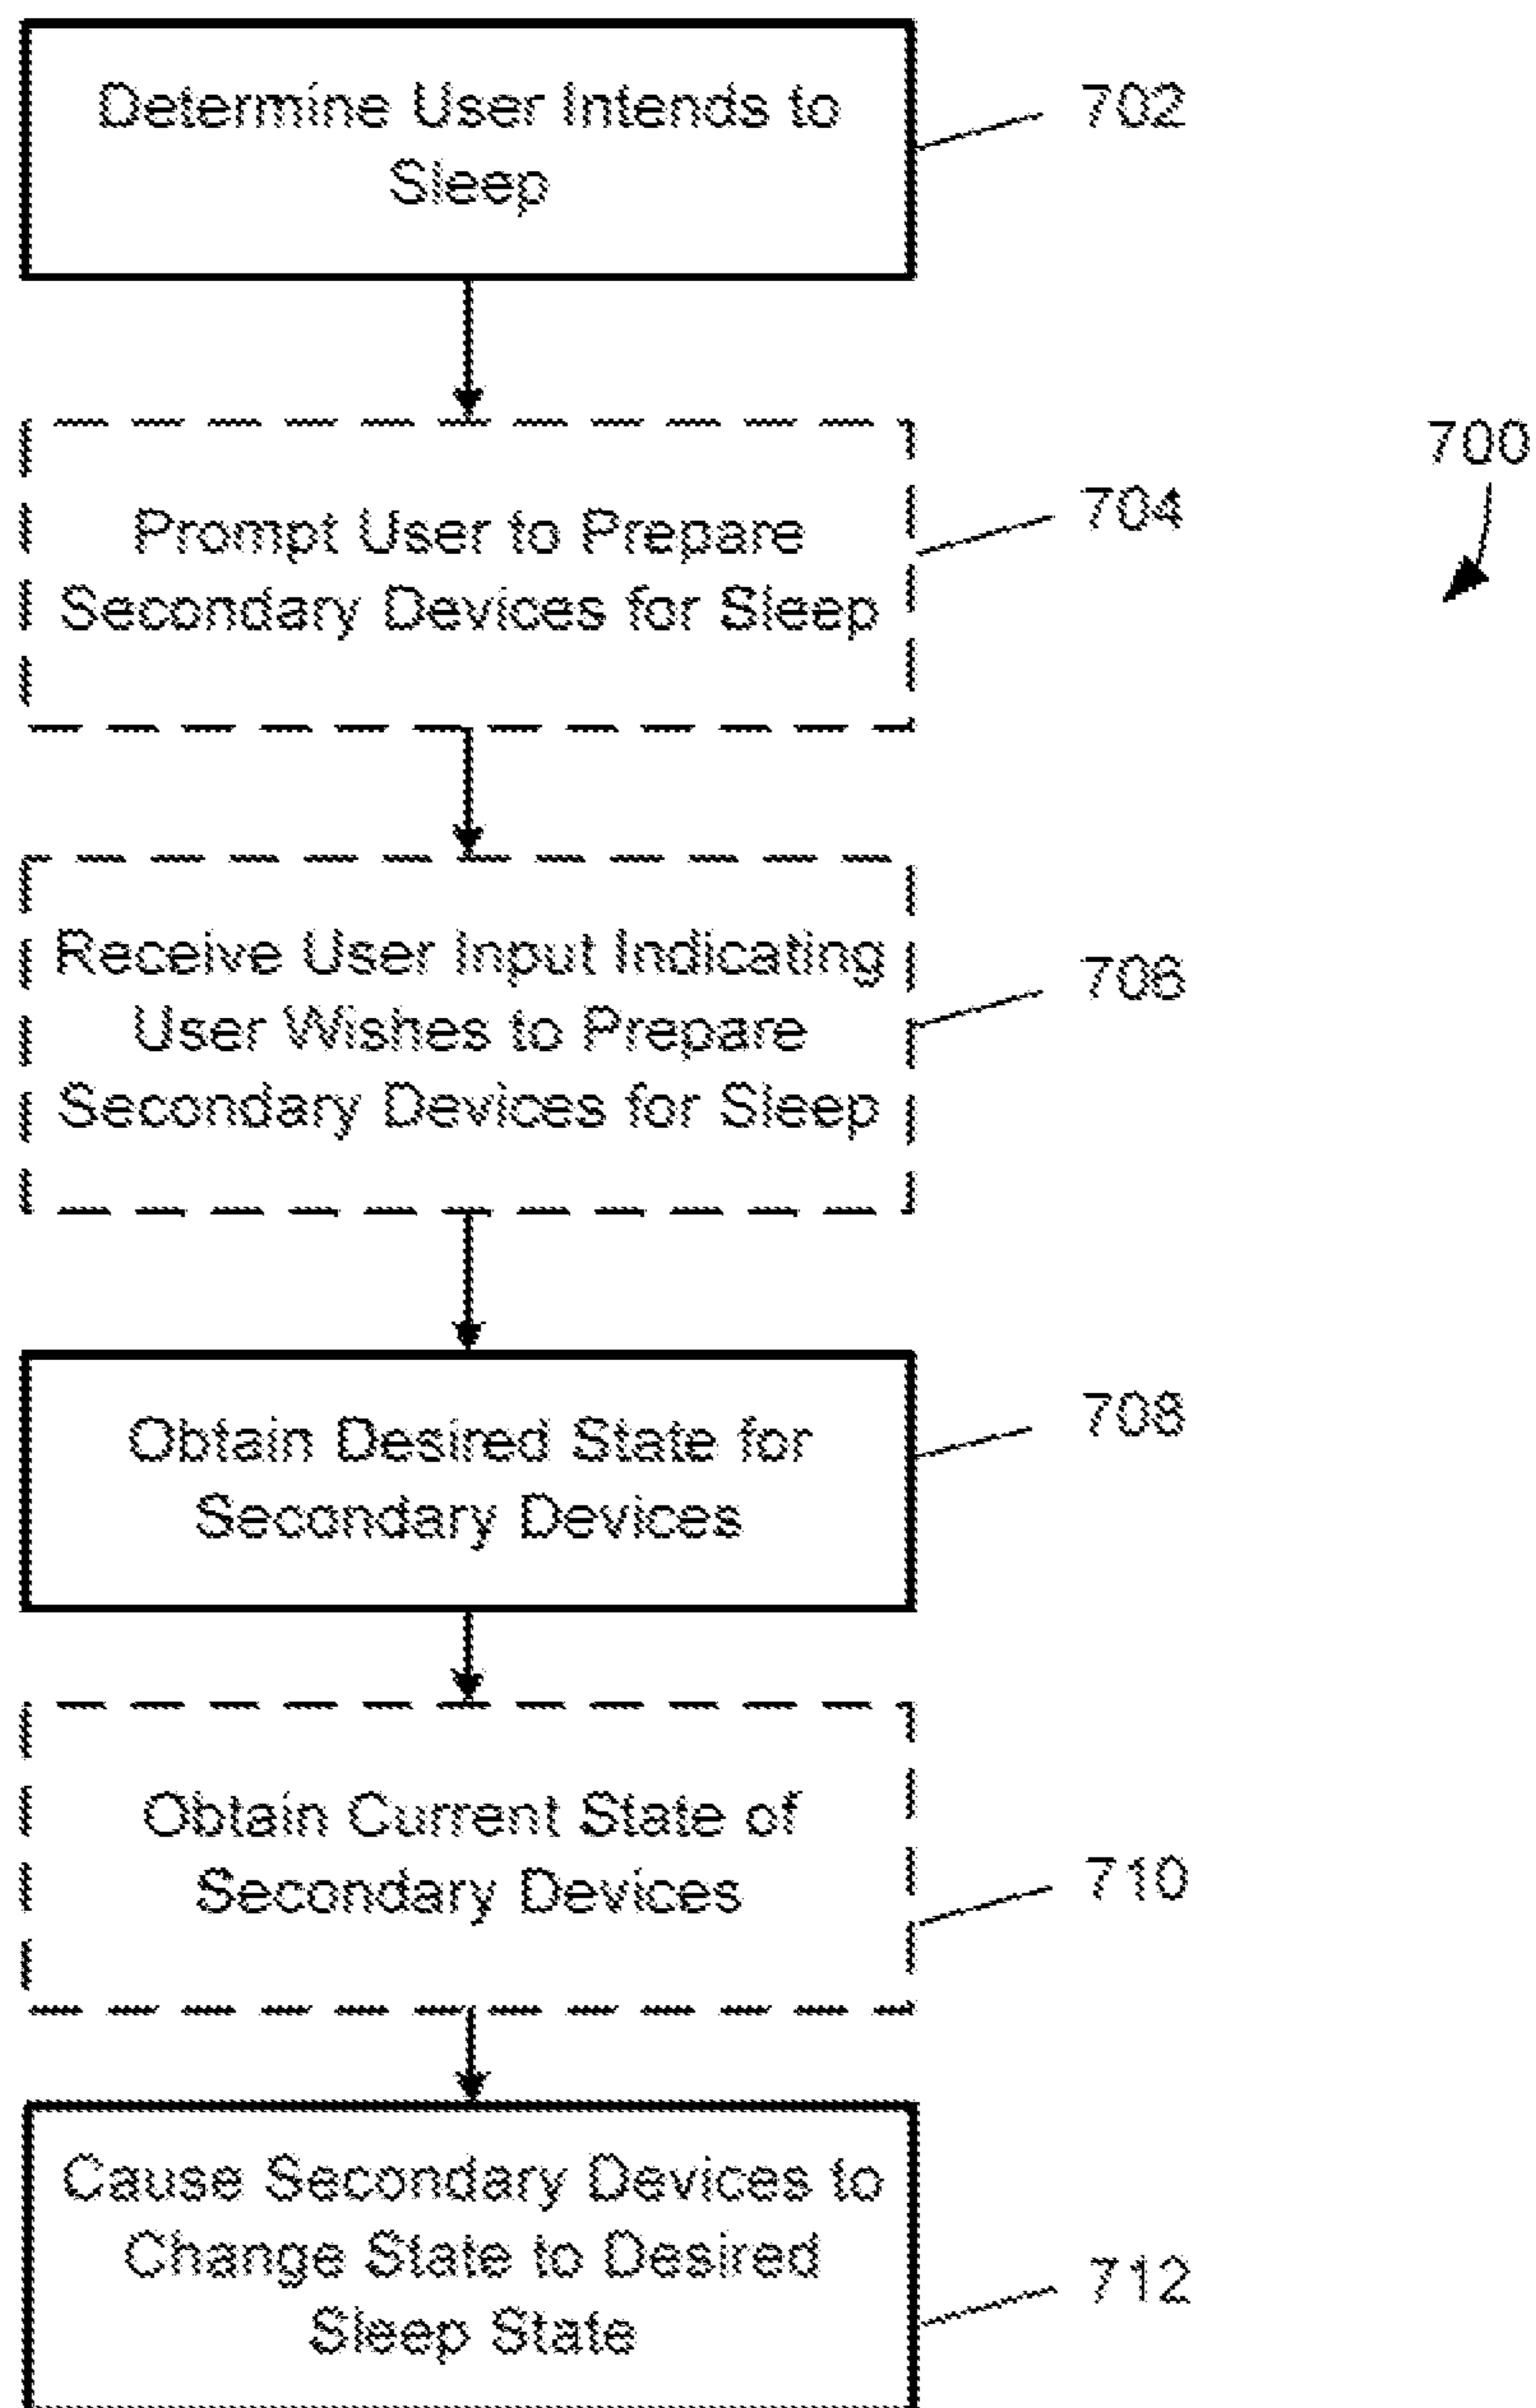 Determine User Intends to
Sleep
702
700
Prompt User to Prepare
Secondary Devices for Sleep
704
Receive User Input Indicating
User Wishes to Prepare
Secondary Devices for Sleep
706
Obtain Desired State for
Secondary Devices
708
Obtain Current State of
Secondary Devices
710
Cause Secondary Devices to
Change State to Desired
Sleep State
712